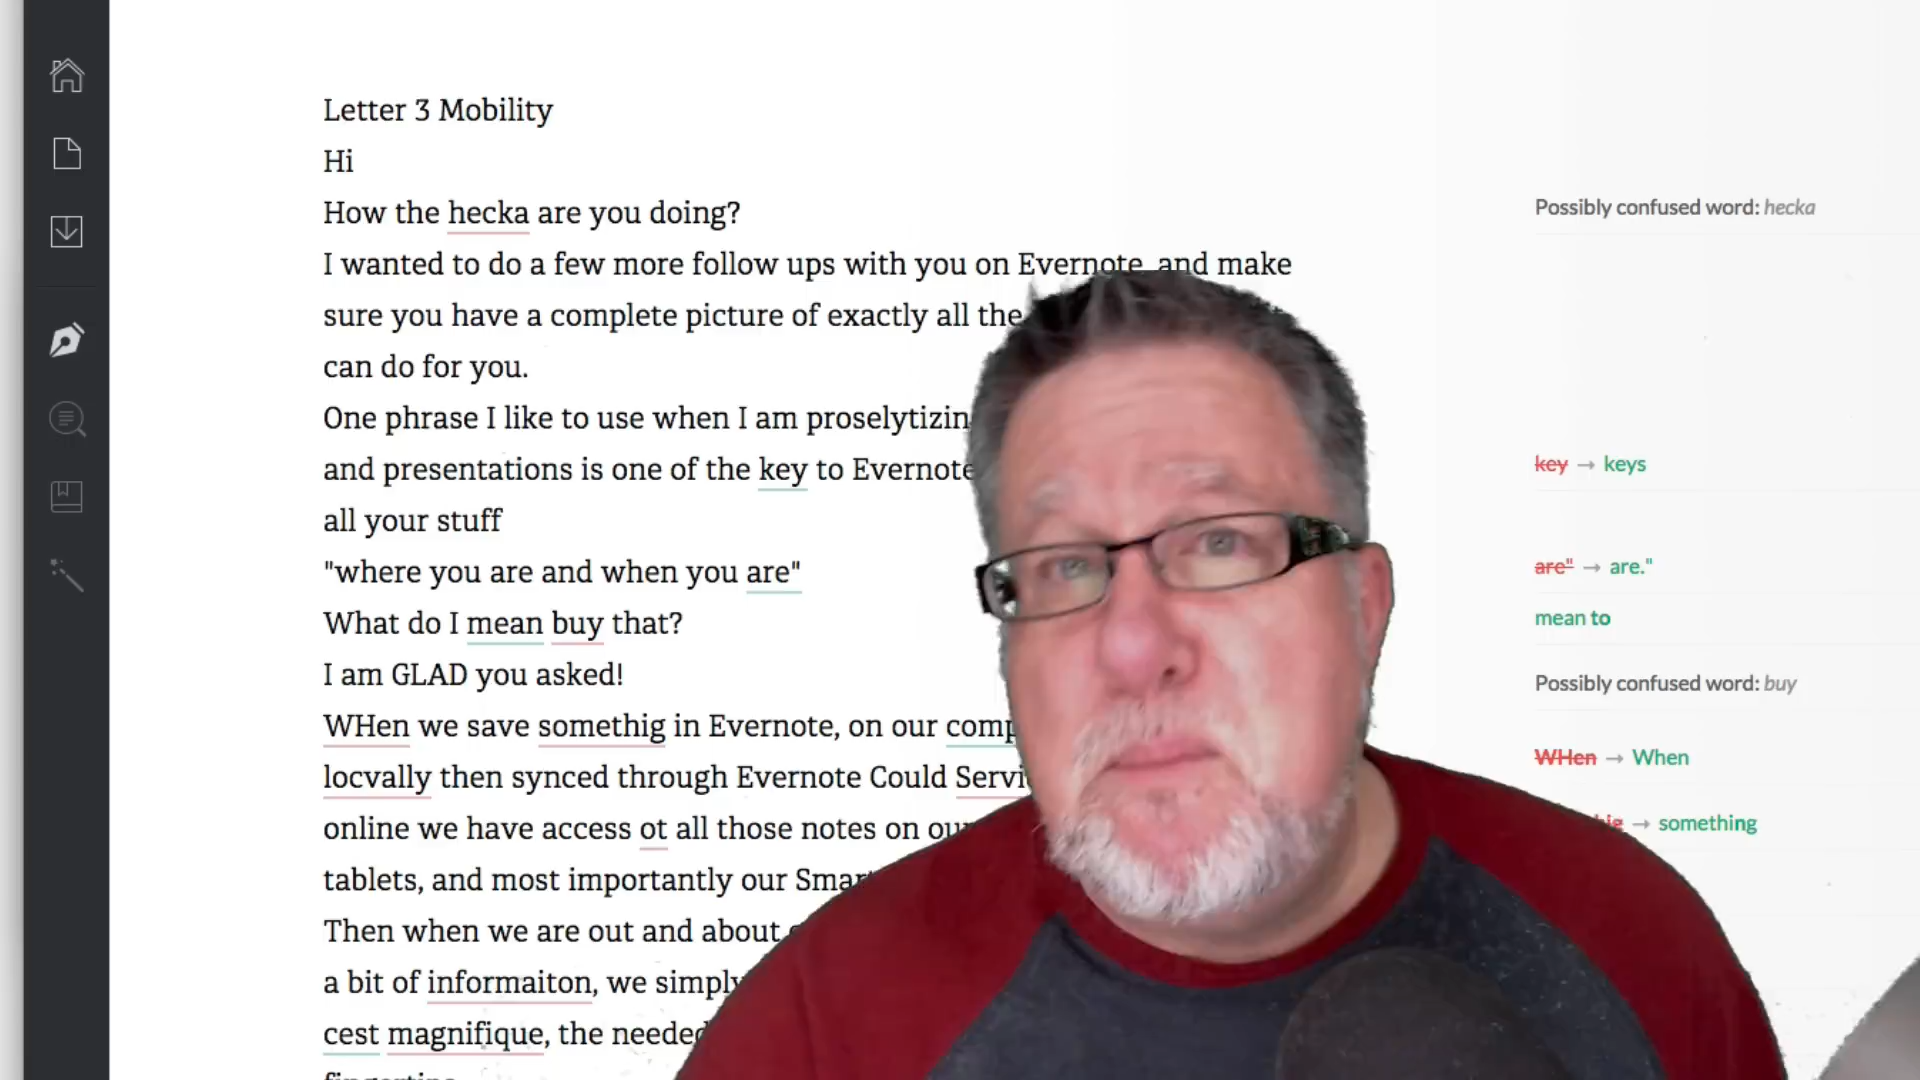 Letter 3 Mobility
Hi
How the hecka are you doing?
Possibly confused word: hecka
I wanted to do a few more follow ups with you on Evernote, and make
sure you have a complete picture of exactly all the
can do for you.
One phrase I like to use when I am
and presentations is one of the key to Evernote
key → keys
all your stuff
"where you are and when you are"
are" → are."
What do I mean buy that?
mean to
I am GLAD you asked!
Possibly confused word: buy
WHen we save somethig in Evernote, on our
WHen → When
locvally then synced through Evernote Could
→ something
online we have access ot all those notes on our
tablets, and most importantly our
Then when we are out and about
a bit of informaiton, we simply
cest magnifique, the needed